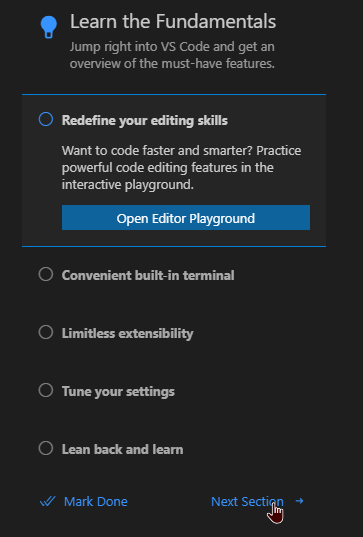 Learn the Fundamentals
Jump right into VS Code and get an
overview of the must-have features.
Redefine your editing skills
Want to code faster and smarter? Practice
powerful code editing features in the
interactive playground.
Open Editor Playground
Convenient built-in terminal
Limitless extensibility
Tune your settings
Lean back and learn
Mark Done
Next Section